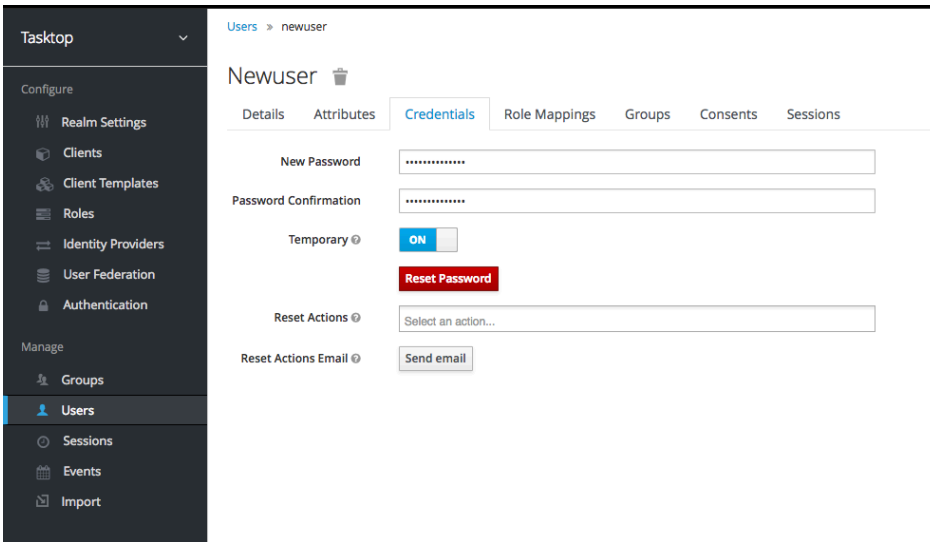 Tasktop
Configure
Realm Settings
Clients
Client Templates
Roles
Identity Providers
User Federation
Authentication
Manage
Groups
Users
Sessions
Events
Import
Users » newuser
Newuser
Details Attributes Credentials Role Mappings Groups Consents Sessions
New Password ••••••••••••••
Password Confirmation ••••••••••••••
Temporary ON
Reset Password
Reset Actions Select an action...
Reset Actions Email Send email